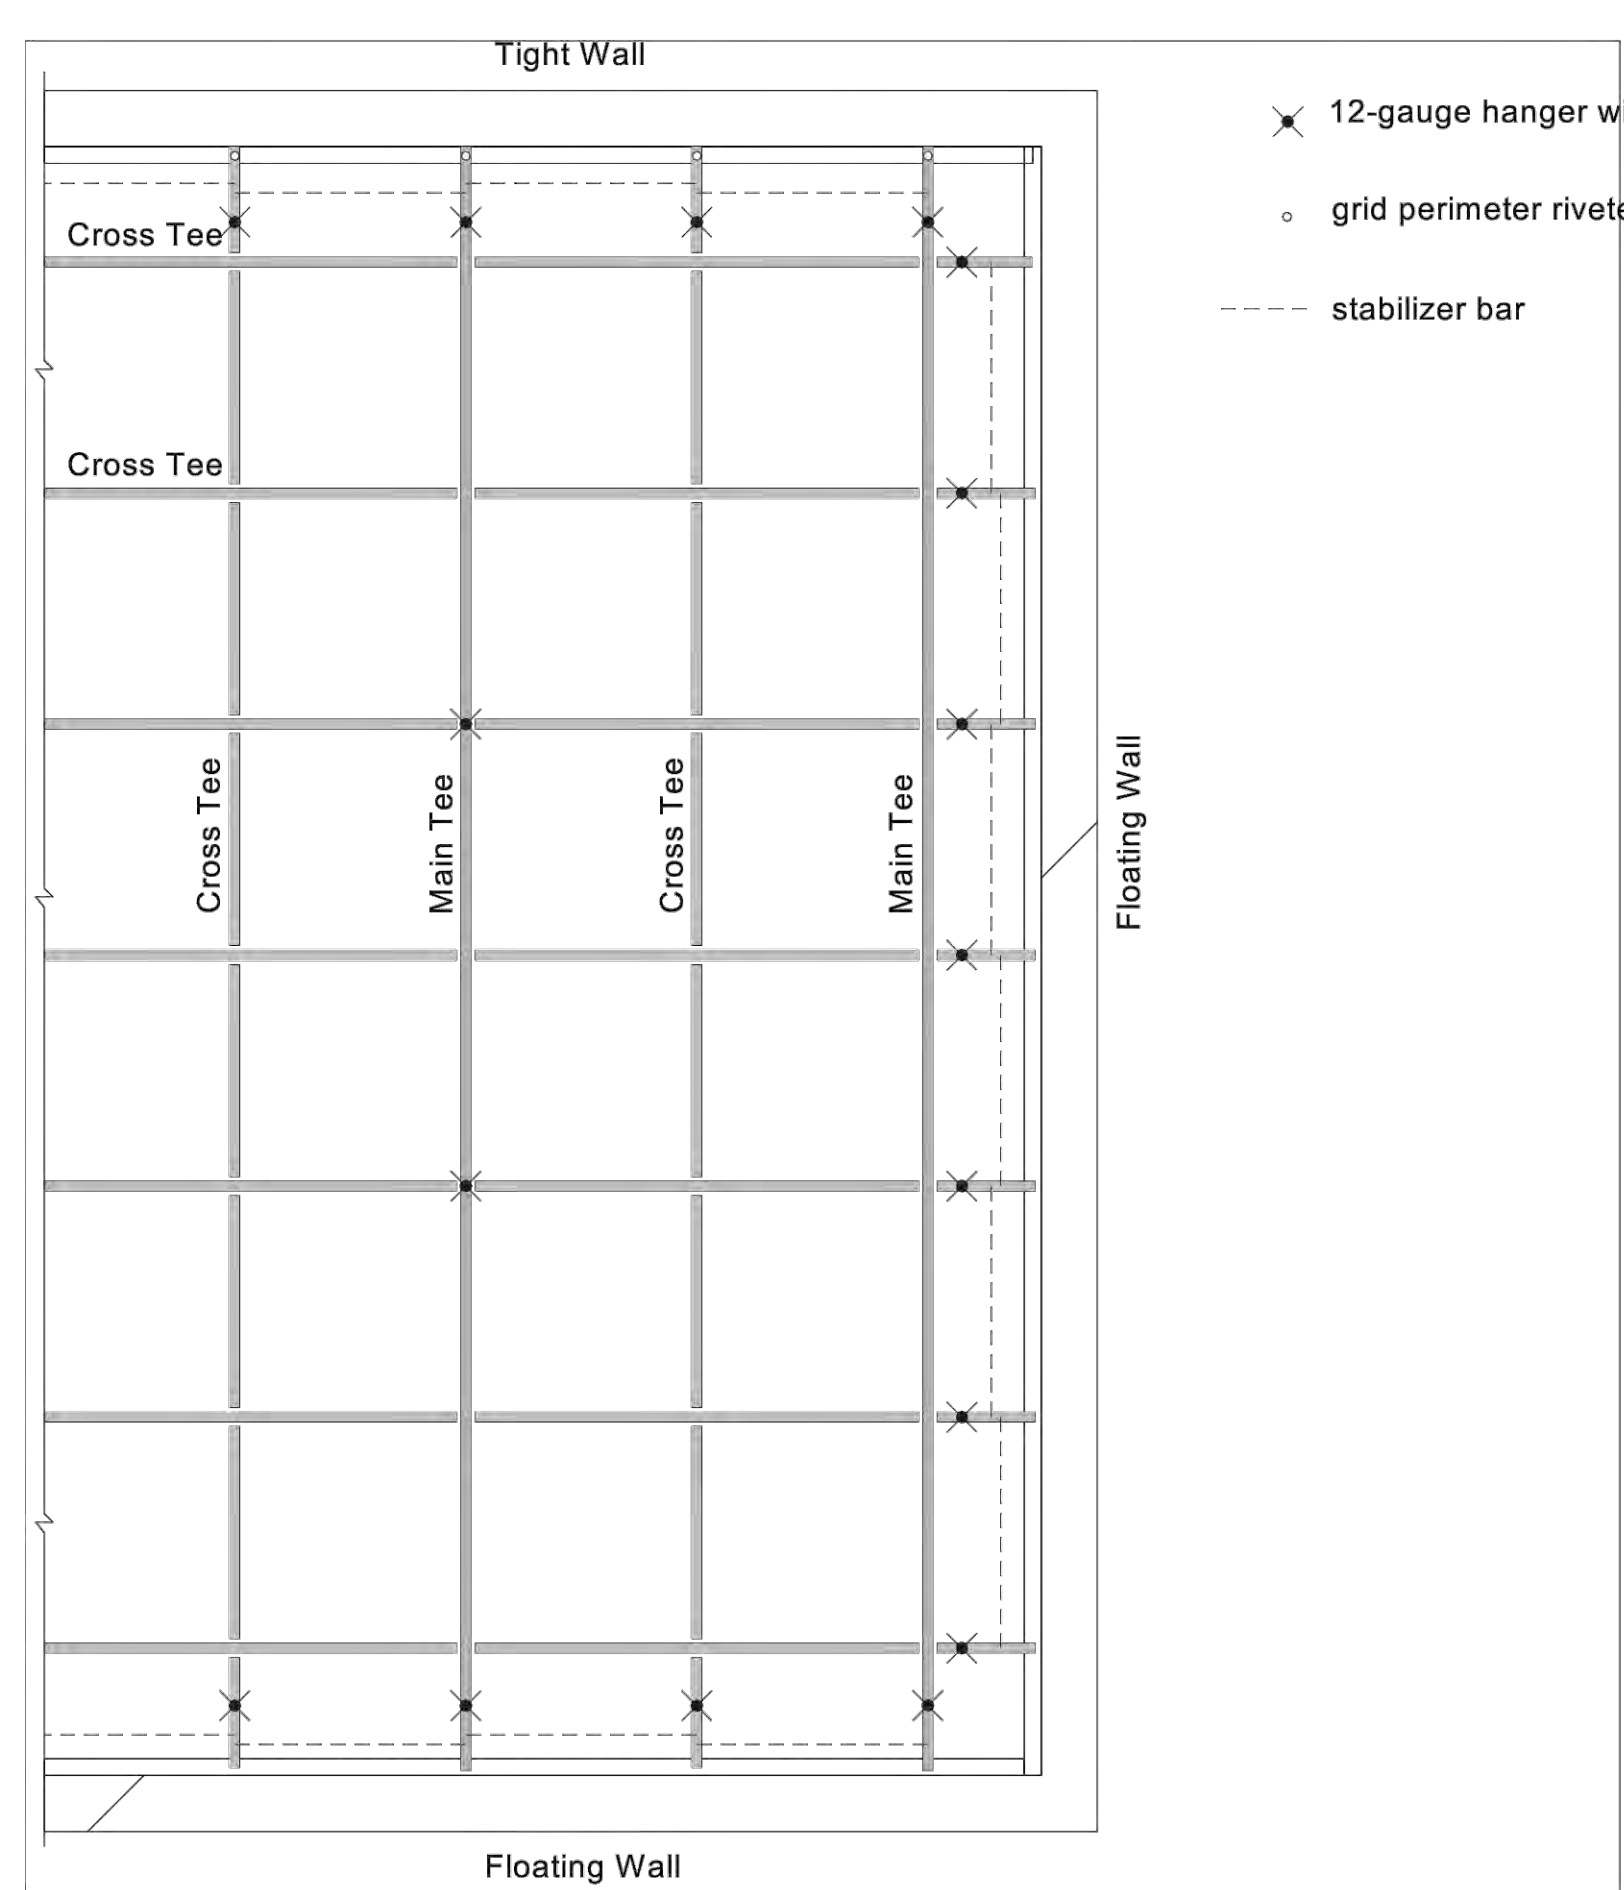 Tight Wall
12-gauge hanger w
grid perimeter rivete
stabilizer bar
Cross Tee
Cross Tee
Cross Tee
Main Tee
Cross Tee
Main Tee
Floating Wall
Floating Wall